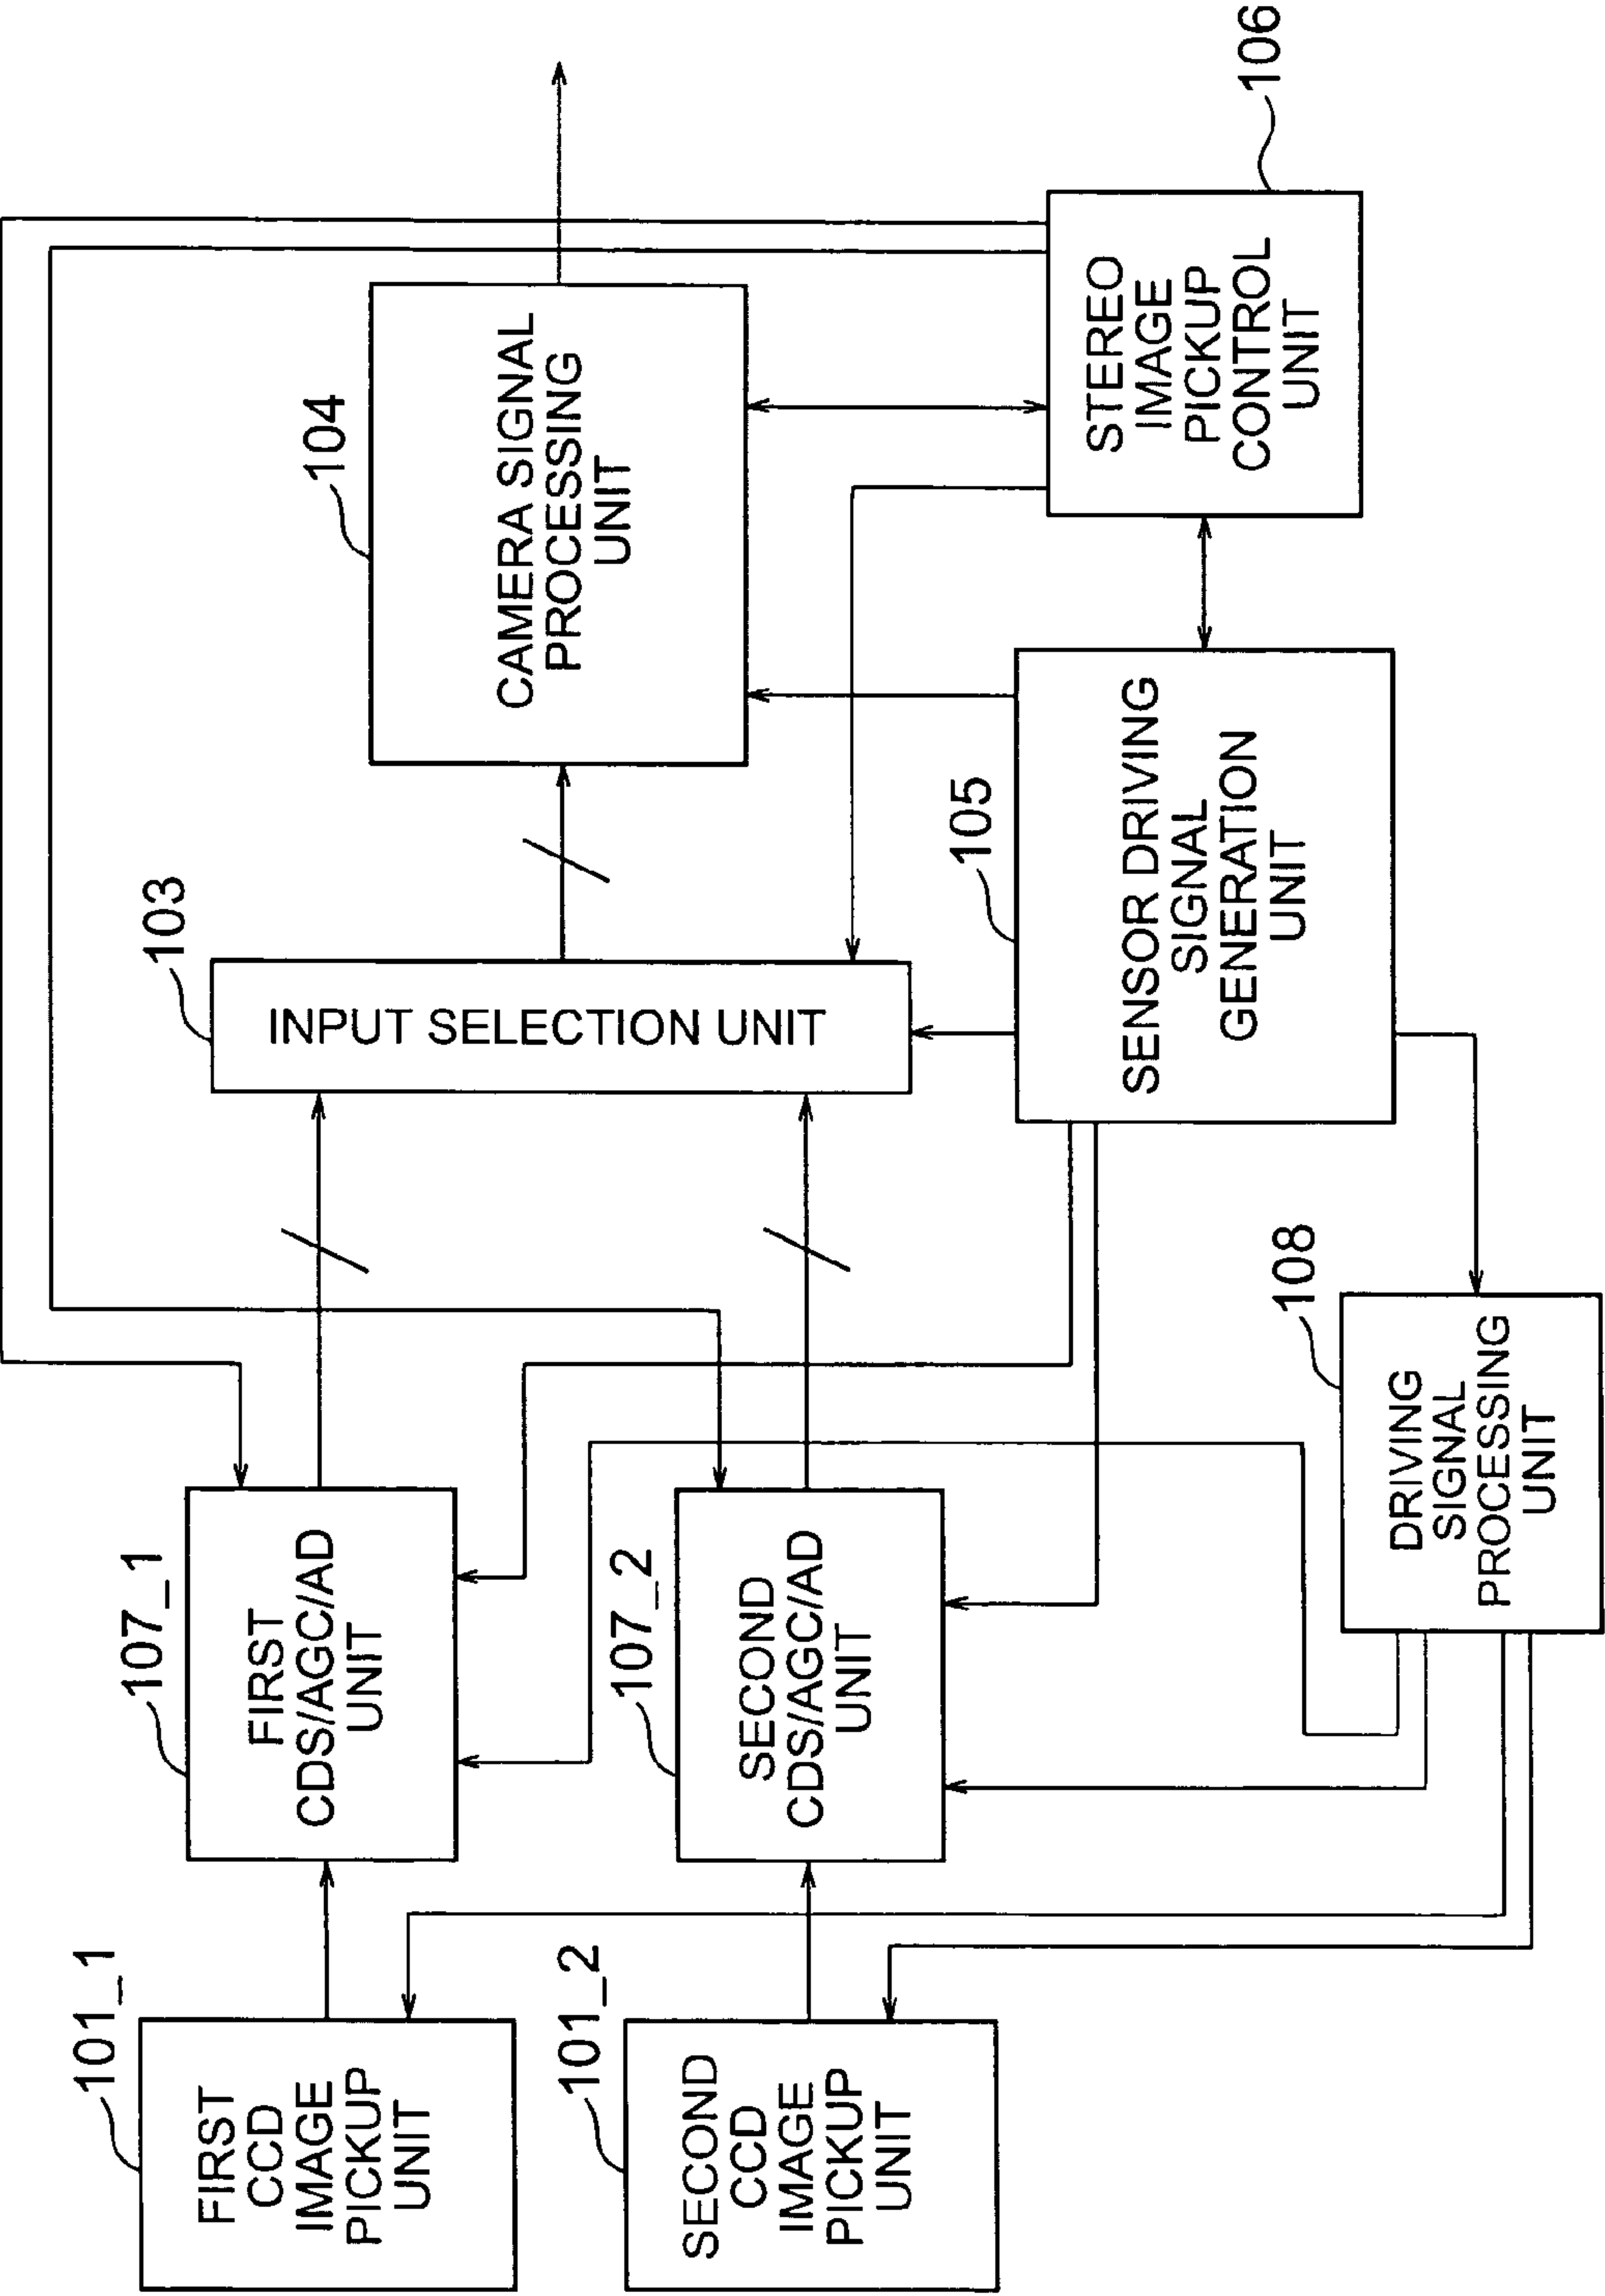 101_1
FIRST
CCD
IMAGE
PICKUP
UNIT
107_1
FIRST
CDS/AGC/AD
UNIT
103
INPUT SELECTION UNIT
104
CAMERA SIGNAL
PROCESSING
UNIT
101_2
SECOND
CCD
IMAGE
PICKUP
UNIT
107_2
SECOND
CDS/AGC/AD
UNIT
105
SENSOR DRIVING
SIGNAL
GENERATION
UNIT
STEREO
IMAGE
PICKUP
CONTROL
UNIT
106
108
DRIVING
SIGNAL
PROCESSING
UNIT